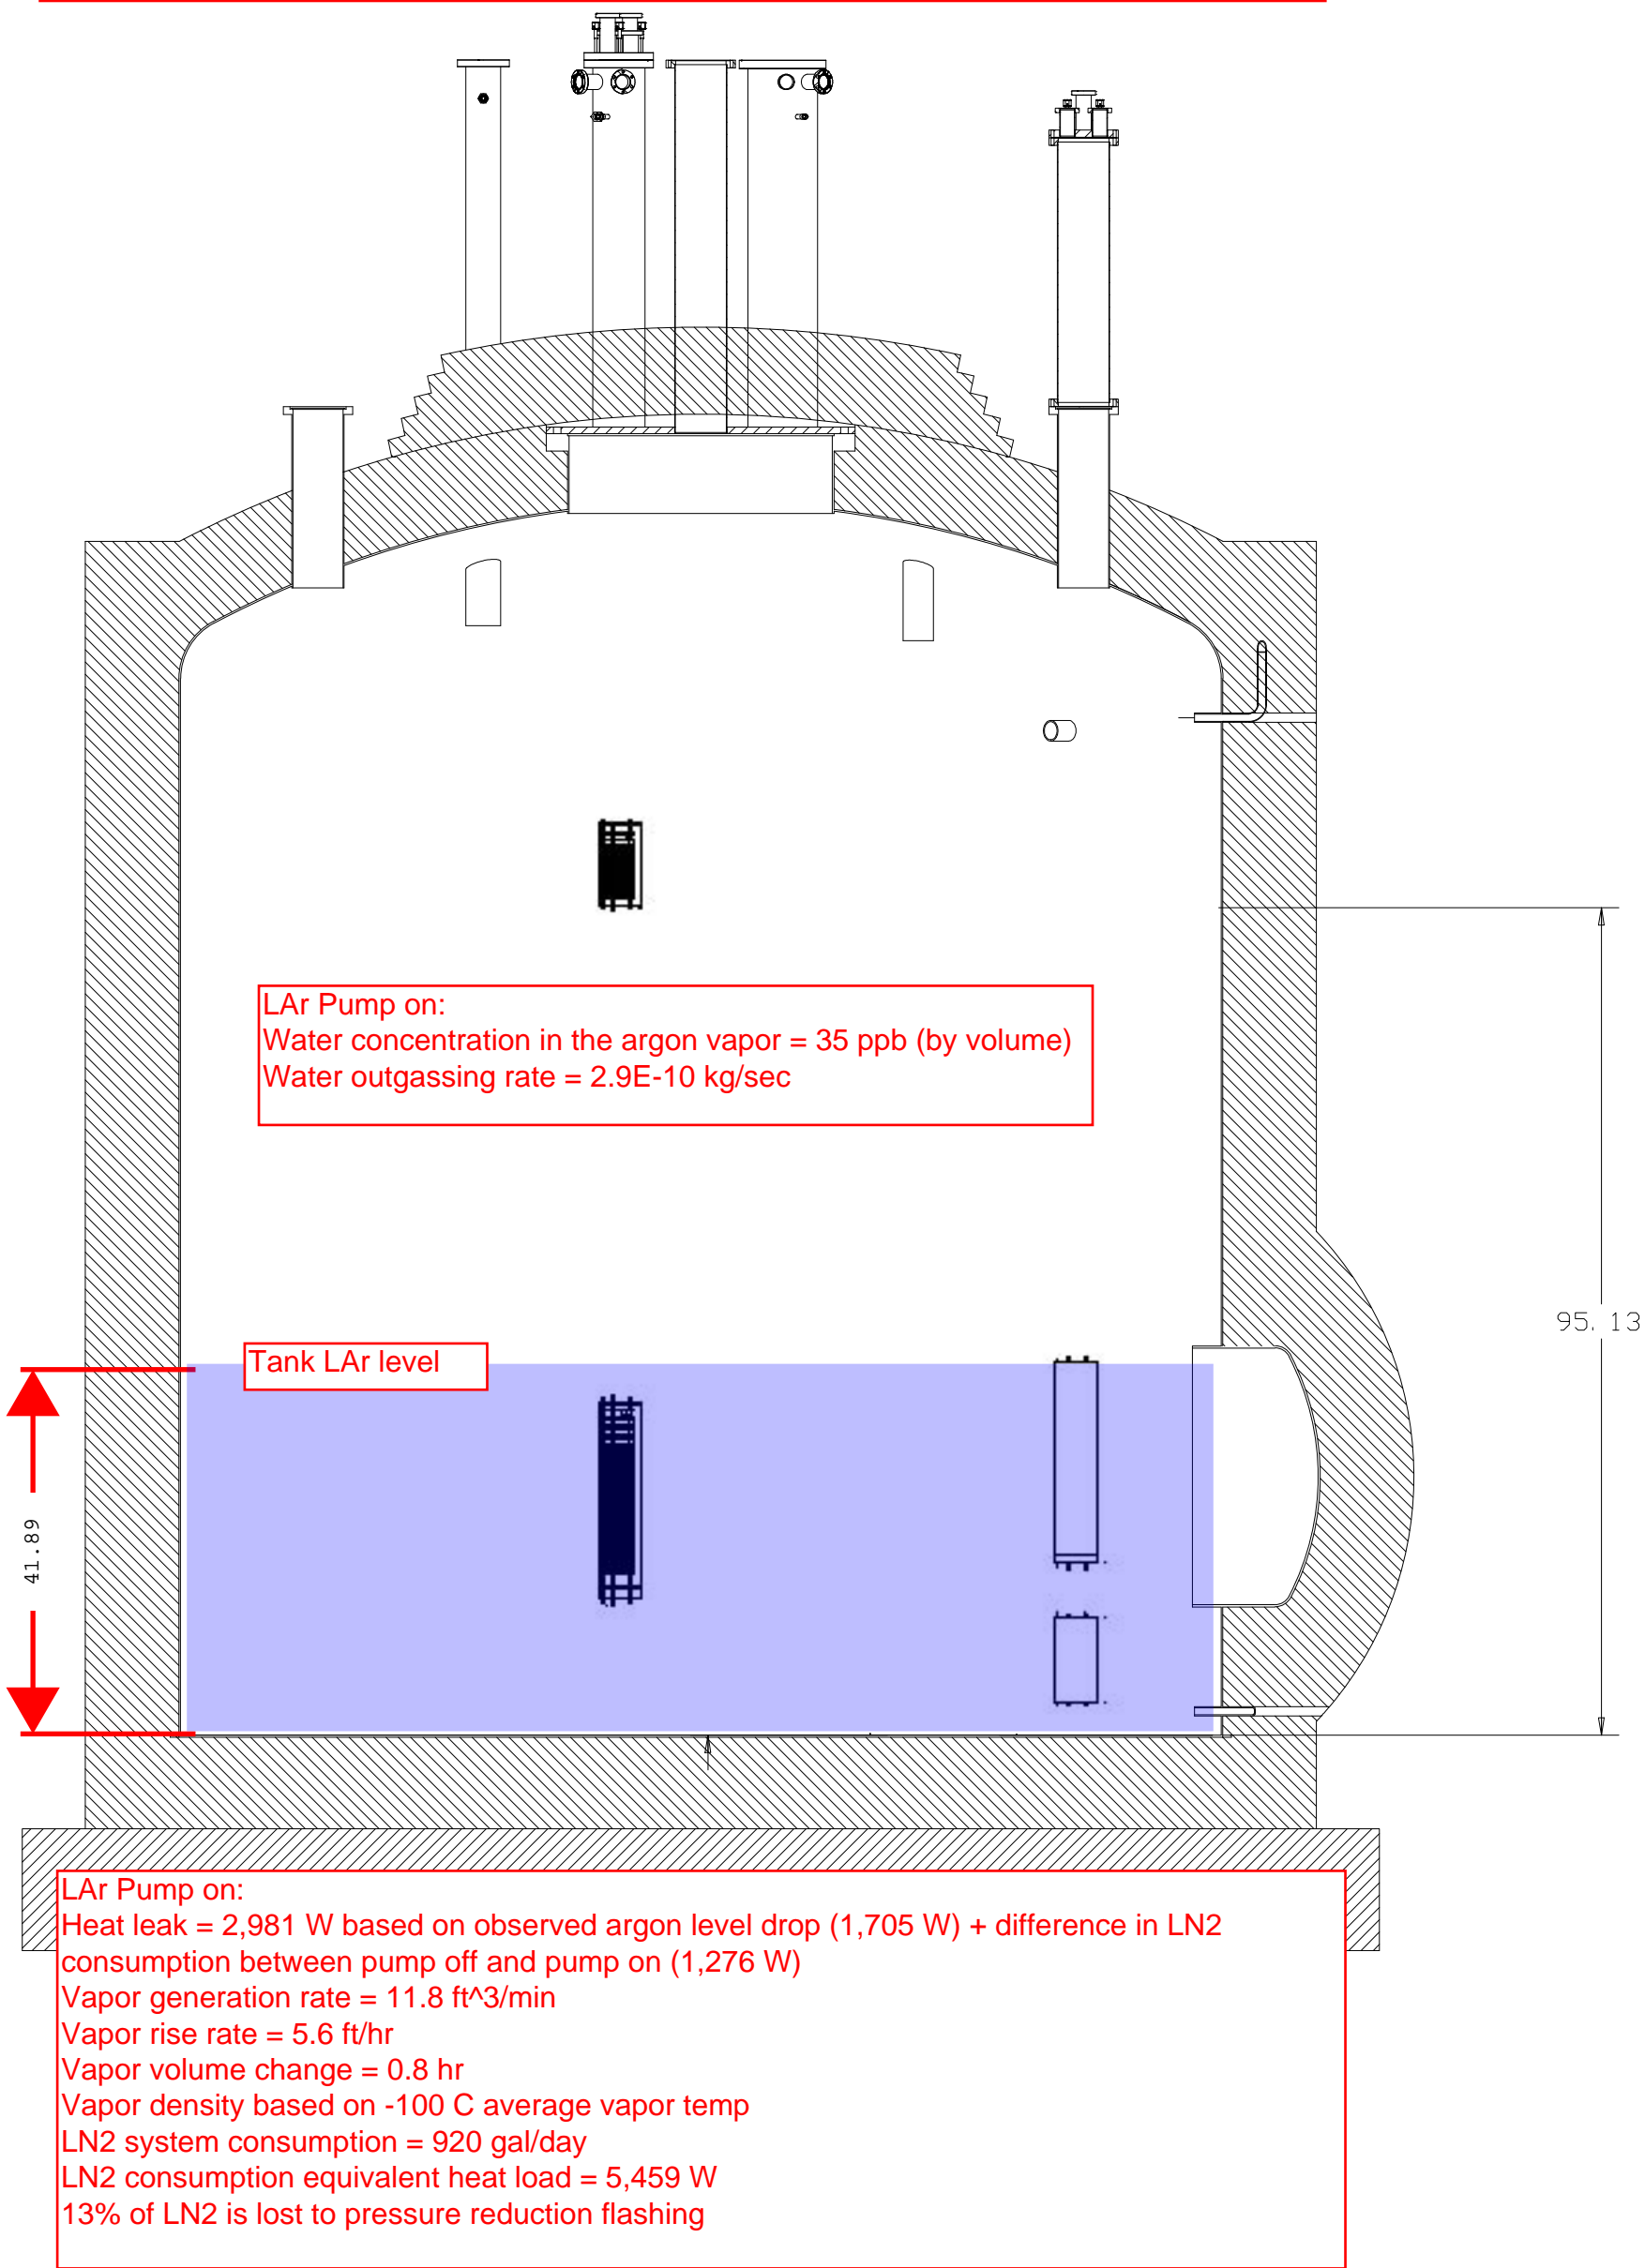 LAr Pump on:
Water concentration in the argon vapor = 35 ppb (by volume)
Water outgassing rate = 2.9E-10 kg/sec
95.13
Tank LAr level
41.89
LAr Pump on:
Heat leak = 2,981 W based on observed argon level drop (1,705 W) + difference in LN2
consumption between pump off and pump on (1,276 W)
Vapor generation rate = 11.8 ft^3/min
Vapor rise rate = 5.6 ft/hr
Vapor volume change = 0.8 hr
Vapor density based on -100 C average vapor temp
LN2 system consumption = 920 gal/day
LN2 consumption equivalent heat load = 5,459 W
13% of LN2 is lost to pressure reduction flashing